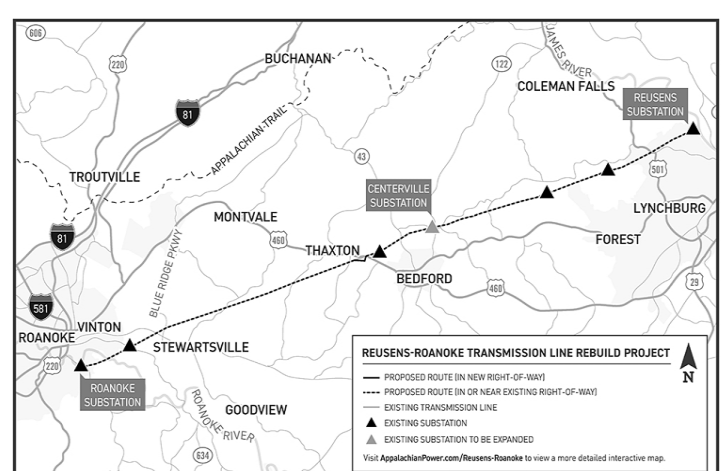 606
220
BUCHANAN
122
JAMES RIVER
COLEMAN FALLS
REUSENS
SUBSTATION
81
APPALACHIAN-TRAIL
43
TROUTVILLE
501
CENTERVILLE
SUBSTATION
LYNCHBURG
MONTVALE
81
460
THAXTON
FOREST
BLUE RIDGE PKWY
BEDFORD
29
460
581
VINTON
ROANOKE
STEWARTSVILLE
220
ROANOKE
SUBSTATION
ROANOKE RIVER
GOODVIEW
634
REUSENS-ROANOKE TRANSMISSION LINE REBUILD PROJECT
N
PROPOSED ROUTE (IN NEW RIGHT-OF-WAY)
PROPOSED ROUTE (IN OR NEAR EXISTING RIGHT-OF-WAY)
EXISTING TRANSMISSION LINE
EXISTING SUBSTATION
EXISTING SUBSTATION TO BE EXPANDED
Visit AppalachianPower.com/Reusens-Roanoke to view a more detailed interactive map.